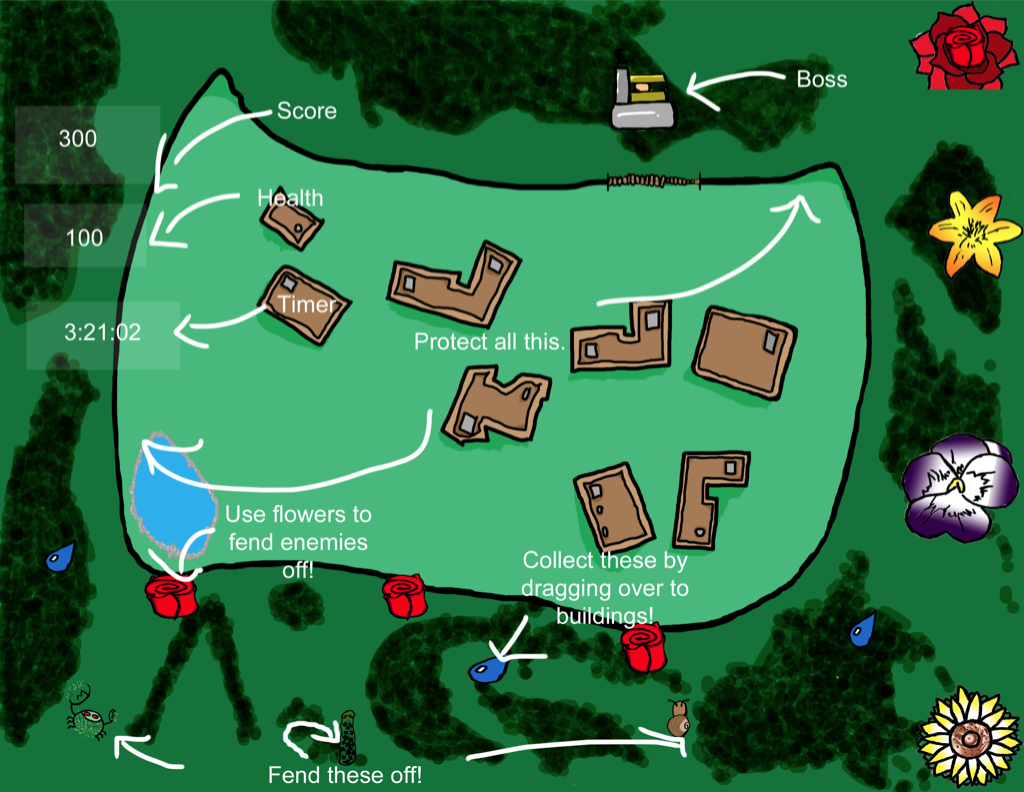 Boss
Score
300
Health
100
Timer
3:21:02
Protect all this.
Use flowers to
fend enemies
off!
Collect these by
dragging over to
buildings!
Fend these off!